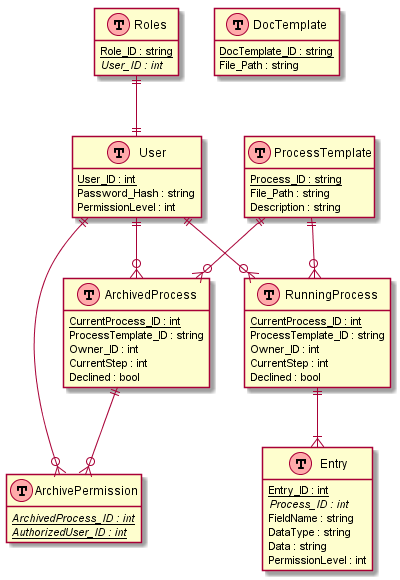 T Roles
Role_ID : string
User_ID : int
T DocTemplate
DocTemplate_ID : string
File_Path : string
T User
User_ID : int
Password_Hash : string
PermissionLevel : int
T ProcessTemplate
Process_ID : string
File_Path : string
Description : string
T ArchivedProcess
CurrentProcess_ID : int
ProcessTemplate_ID : string
Owner_ID : int
CurrentStep : int
Declined : bool
T RunningProcess
CurrentProcess_ID : int
ProcessTemplate_ID : string
Owner_ID : int
CurrentStep : int
Declined : bool
T ArchivePermission
ArchivedProcess_ID : int
AuthorizedUser_ID : int
T Entry
Entry_ID : int
Process_ID : int
FieldName : string
DataType : string
Data : string
PermissionLevel : int